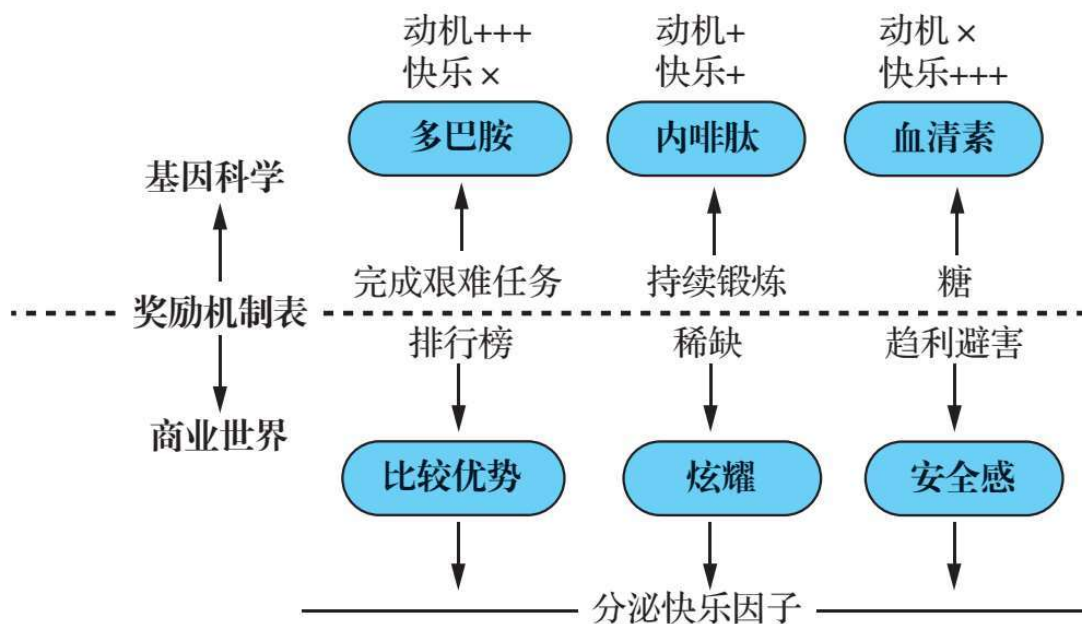 动机+++
快乐×
动机+
快乐+
动机×
快乐+++
多巴胺
内啡肽
血清素
基因科学
完成艰难任务
持续锻炼
糖
奖励机制表
排行榜
稀缺
趋利避害
商业世界
比较优势
炫耀
安全感
分泌快乐因子